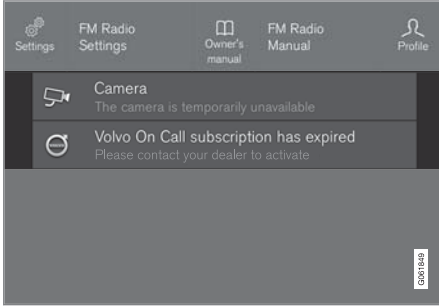 Settings
FM Radio
Settings
Owner's
manual
FM Radio
Manual
Profile
Camera
The camera is temporarily unavailable
Volvo On Call subscription has expired
Please contact your dealer to activate
G061849